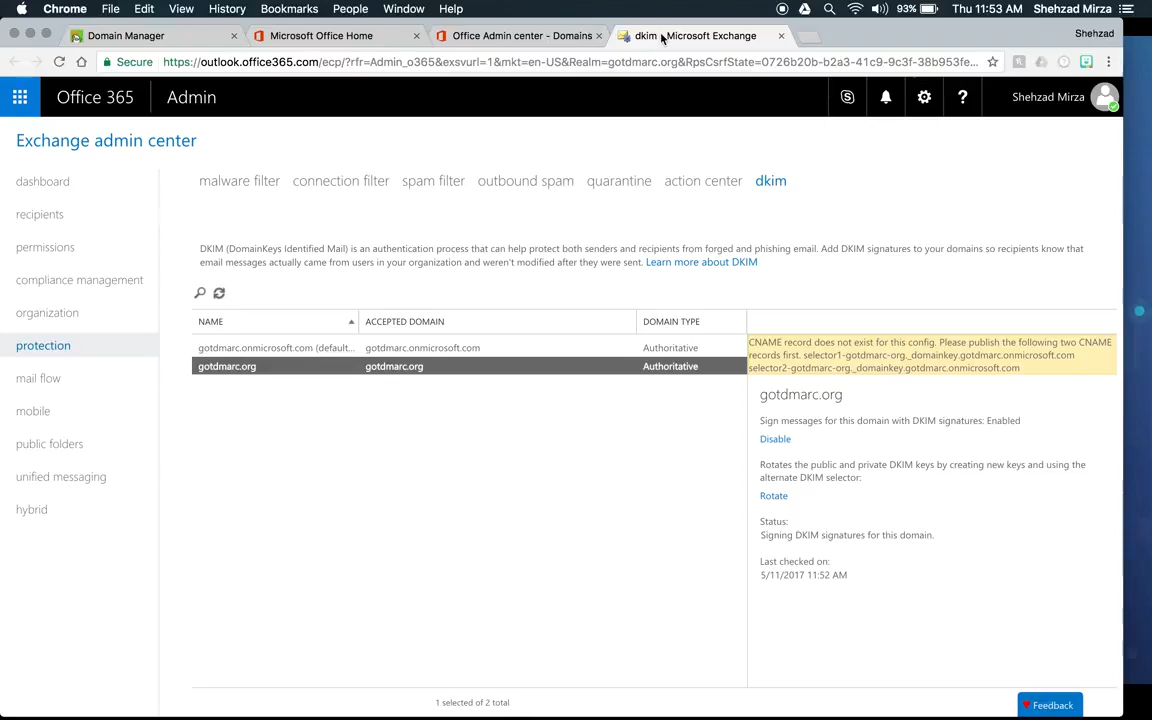 Chrome File Edit View History Bookmarks People Window Help 93% Thu 11:53 AM Shehzad Mirza
Domain Manager Microsoft Office Home Office Admin center - Domains dkim - Microsoft Exchange Shehzad
Secure https://outlook.office365.com/ecp/?rfr=Admin_o365&exsvurl=1&mkt=en-US&Realm=gotdmarc.org&RpsCsrfState=0726b20b-b2a3-41c9-9c3f-38b953fe...
Office 365 Admin ? Shehzad Mirza
Exchange admin center
dashboard
recipients
permissions
compliance management
organization
protection
mail flow
mobile
public folders
unified messaging
hybrid
malware filter connection filter spam filter outbound spam quarantine action center dkim
DKIM (DomainKeys Identified Mail) is an authentication process that can help protect both senders and recipients from forged and phishing email. Add DKIM signatures to your domains so recipients know that
email messages actually came from users in your organization and weren't modified after they were sent. Learn more about DKIM
NAME ACCEPTED DOMAIN DOMAIN TYPE
gotdmarc.onmicrosoft.com (default... gotdmarc.onmicrosoft.com Authoritative
gotdmarc.org gotdmarc.org Authoritative
CNAME record does not exist for this config. Please publish the following two CNAME
records first. selector1-gotdmarc-org._domainkey.gotdmarc.onmicrosoft.com
selector2-gotdmarc-org._domainkey.gotdmarc.onmicrosoft.com
gotdmarc.org
Sign messages for this domain with DKIM signatures: Enabled
Disable
Rotates the public and private DKIM keys by creating new keys and using the
alternate DKIM selector:
Rotate
Status:
Signing DKIM signatures for this domain.
Last checked on:
5/11/2017 11:52 AM
1 selected of 2 total
Feedback